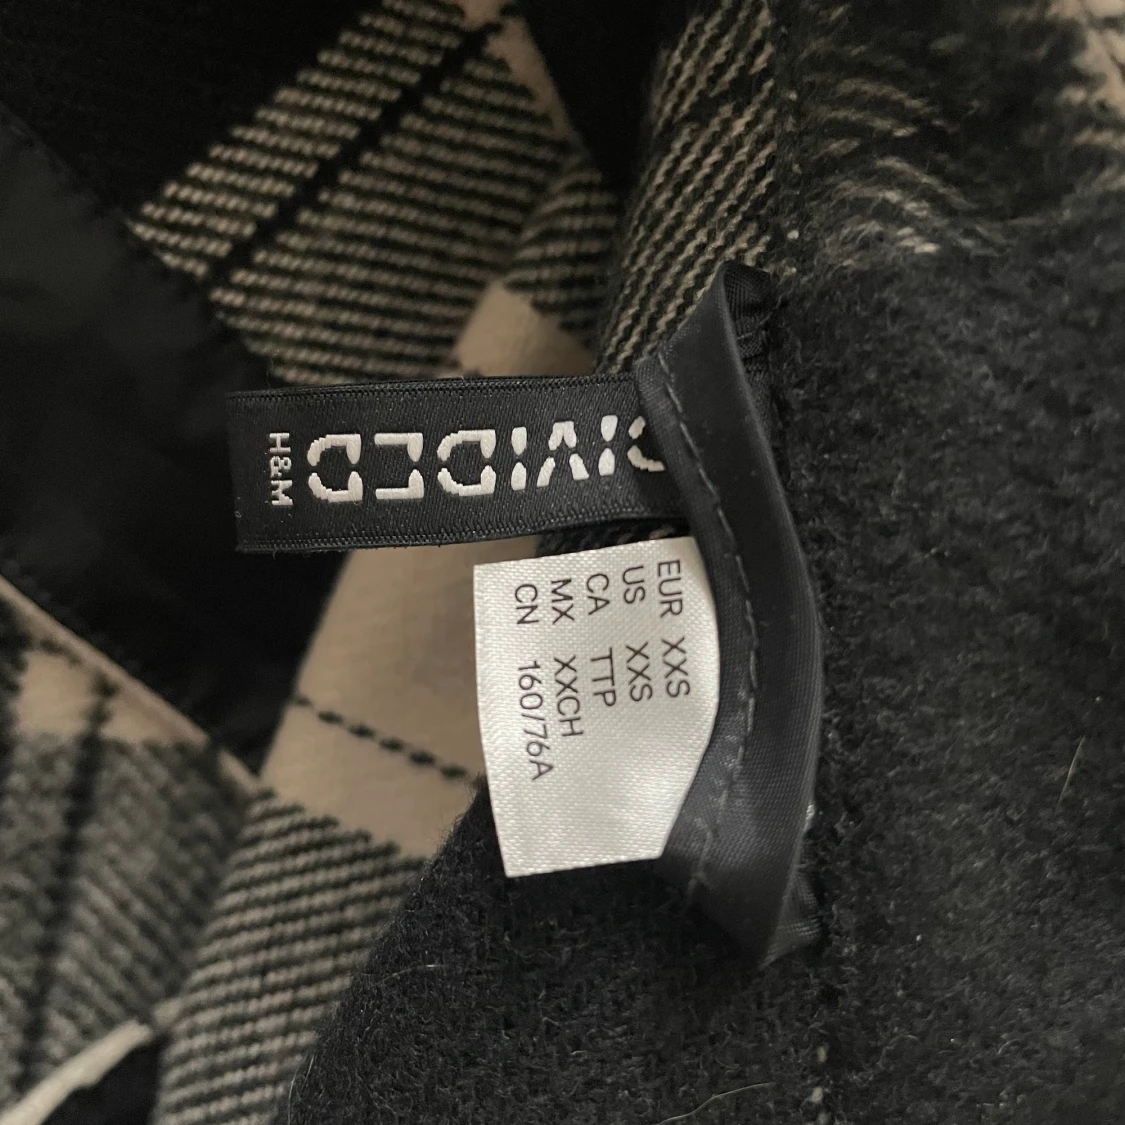 DIVIDED
H&M
EUR XXS
US XXS
CA TTP
MX XXCH
CN 160/76A